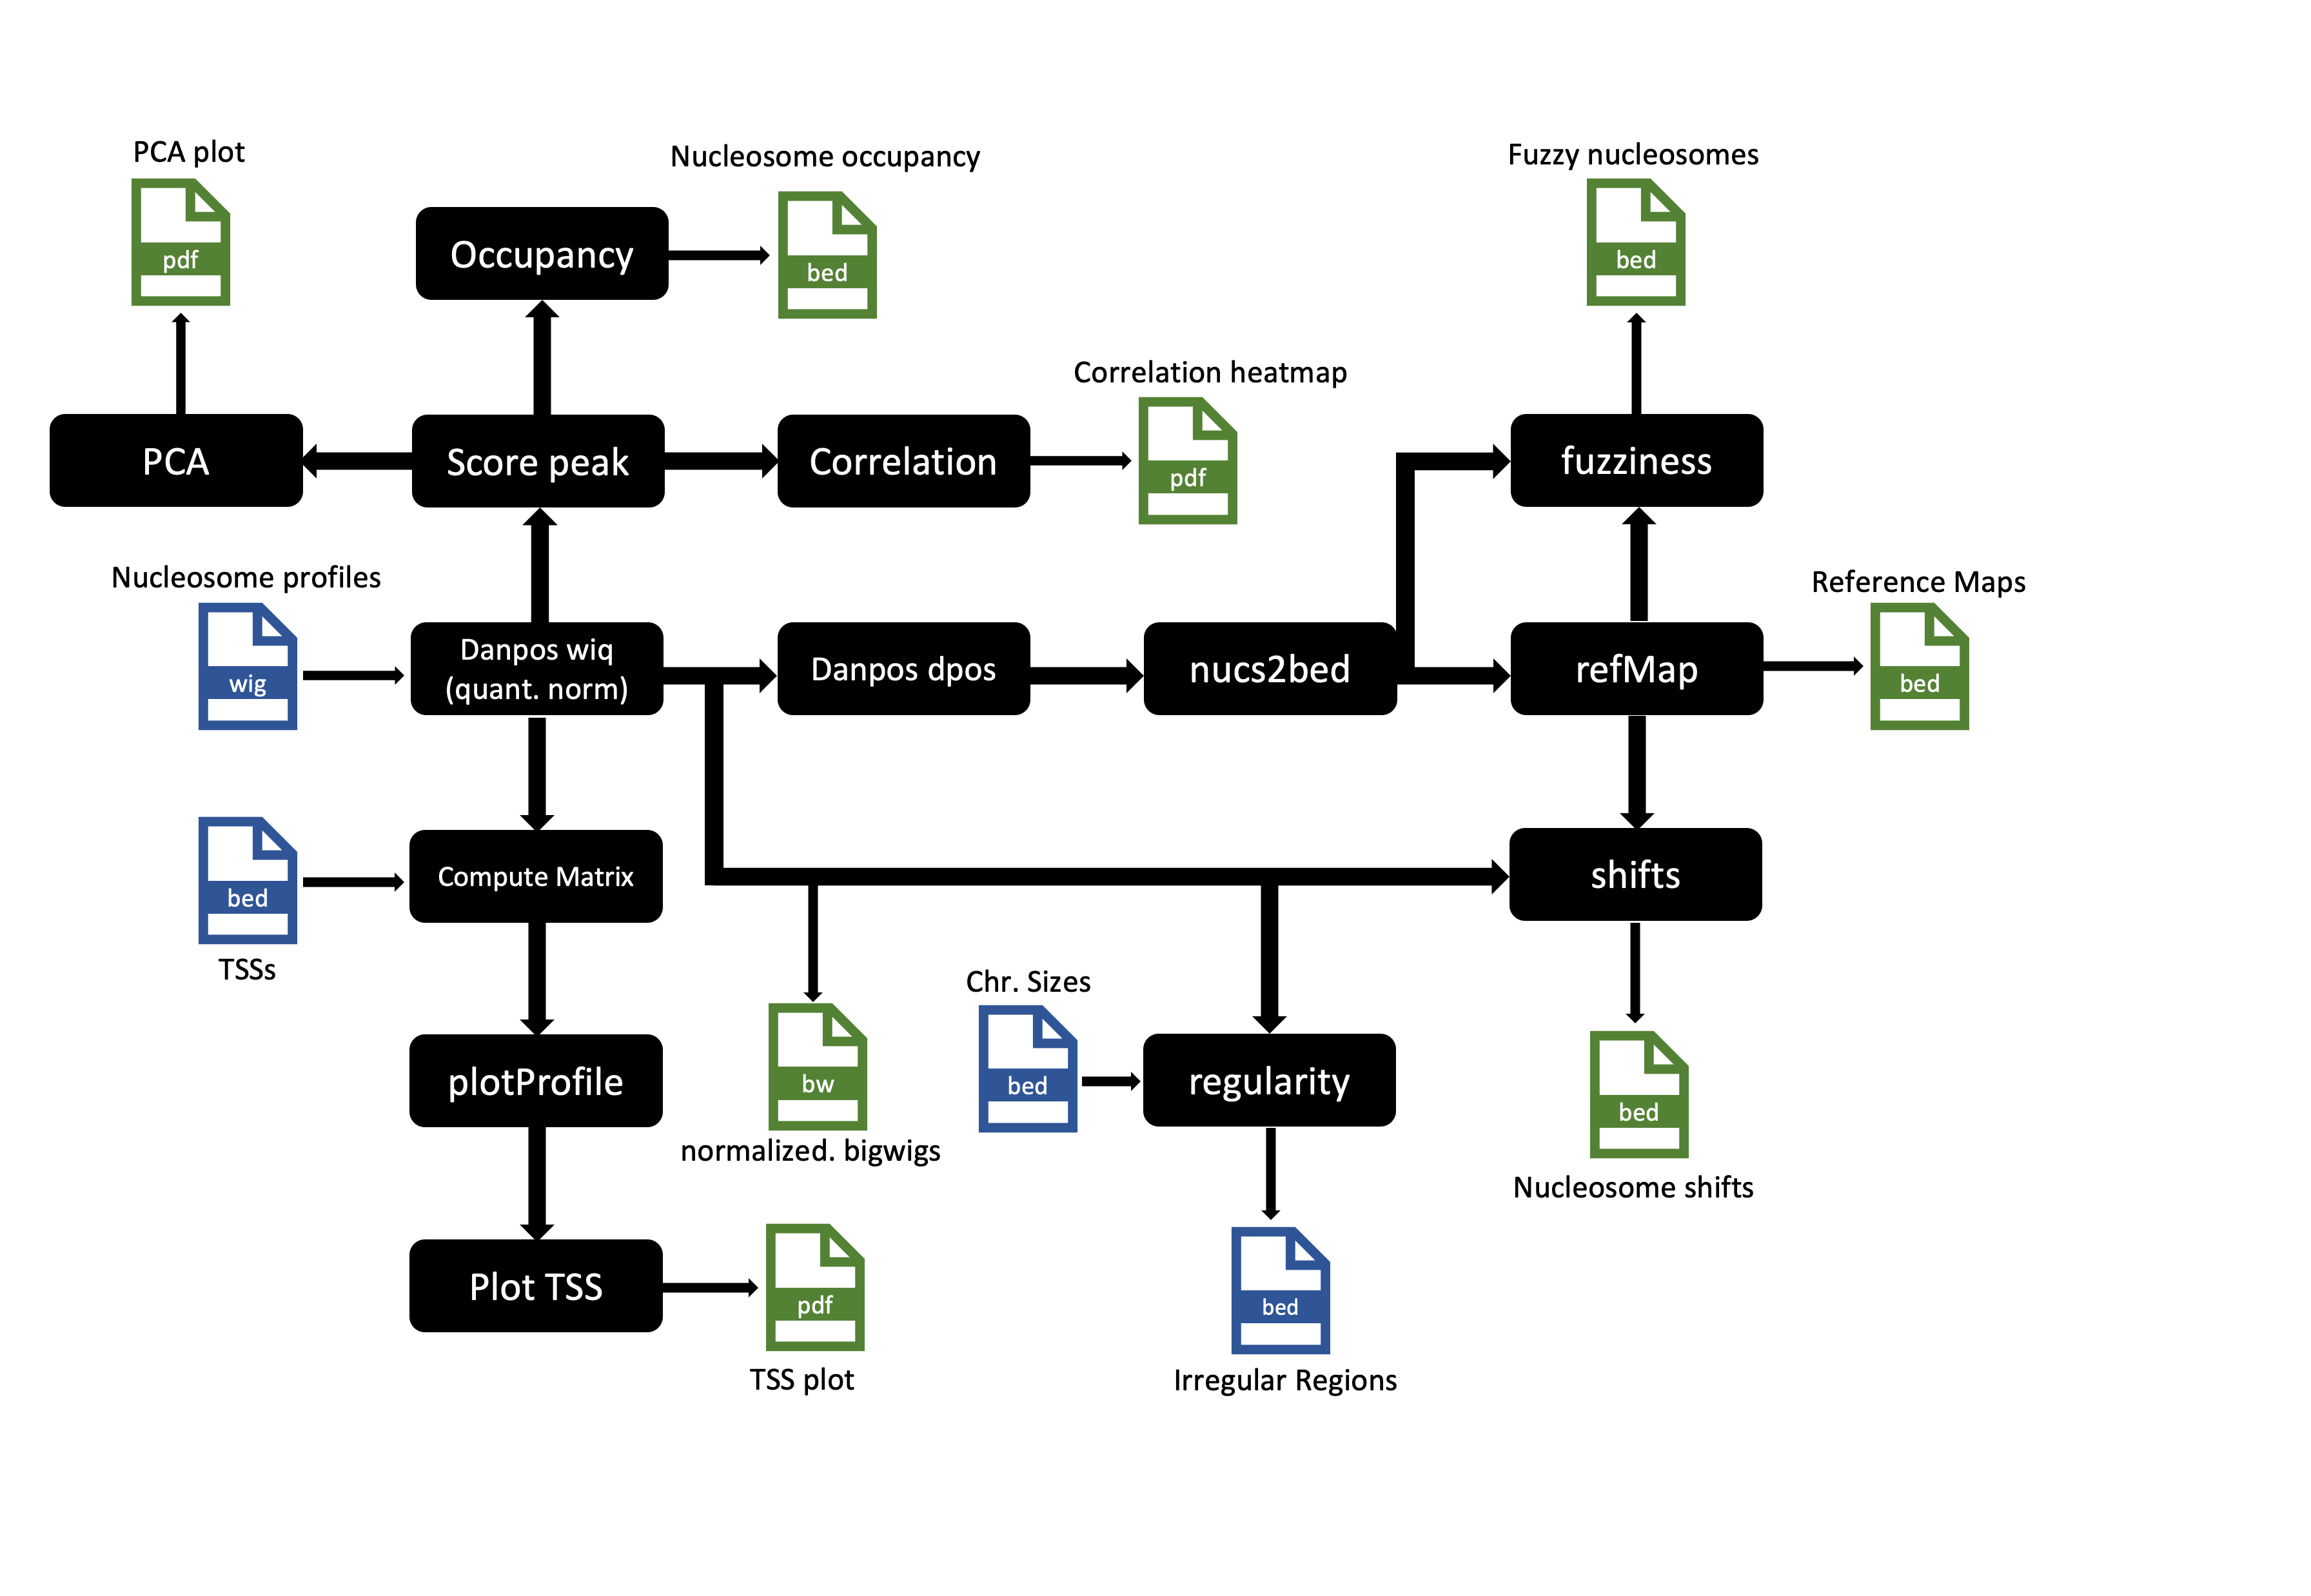 PCA plot
Nucleosome occupancy
Fuzzy nucleosomes
pdf
Occupancy
bed
bed
Correlation heatmap
PCA
Score peak
Correlation
pdf
fuzziness
Nucleosome profiles
Reference Maps
wig
Danpos wiq
(quant. norm)
Danpos dpos
nucs2bed
refMap
bed
bed
Compute Matrix
shifts
TSSs
Chr. Sizes
plotProfile
bw
bed
regularity
bed
normalized. bigwigs
Nucleosome shifts
Plot TSS
pdf
bed
TSS plot
Irregular Regions